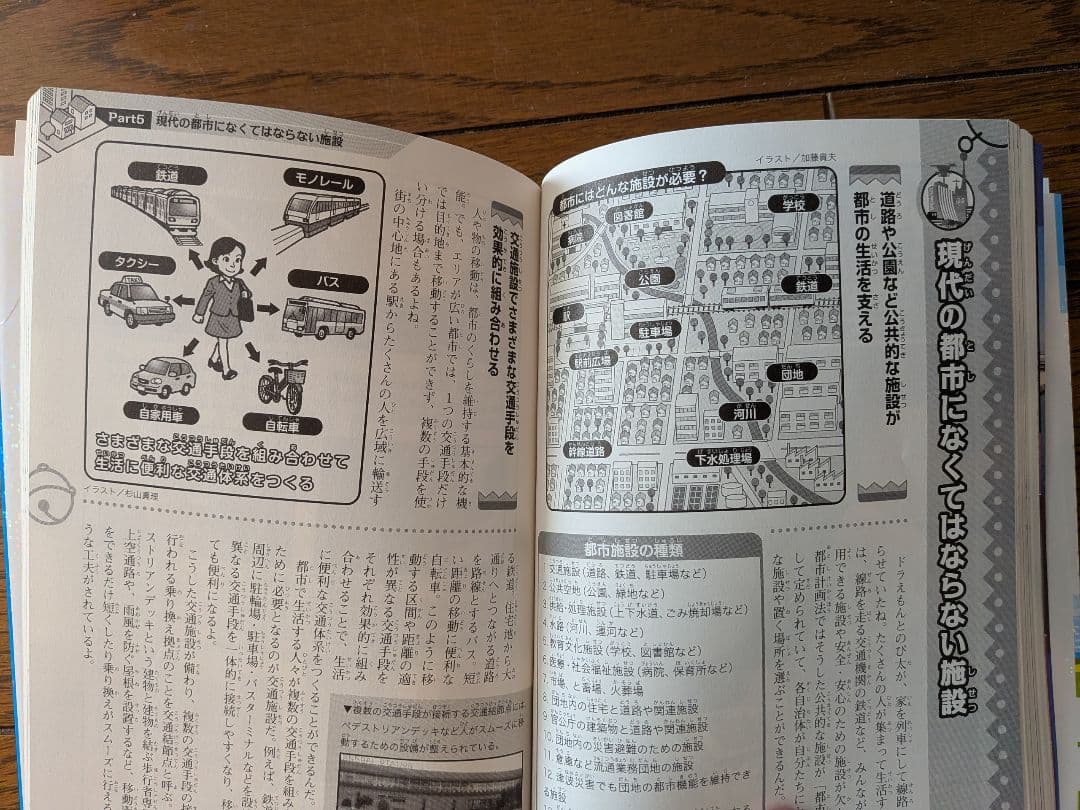 現代の都市になくてはならない施設
道路や公園など公共的な施設が
都市の生活を支える
イラスト／加藤貴夫
都市にはどんな施設が必要？
図書館
学校
病院
公園
鉄道
駅
駐車場
駅前広場
団地
河川
幹線道路
下水処理場
ドラえもんとのび太が、家を列車にして線路
らせていたね。たくさんの人が集まって生活す
は、線路を走る交通機関の鉄道など、みんなが
用できる施設や安全・安心のための施設が欠
都市計画法ではそうした公共的な施設が「都市
して定められていて、各自治体が自分たちに
な施設や置く場所を選ぶことができるんだ。
都市施設の種類
1 交通施設（道路、鉄道、駐車場など）
2 公共空地（公園、緑地など）
3 供給・処理施設（上下水道、ごみ焼却場など）
4 水路（河川、運河など）
5 教育文化施設（学校、図書館など）
6 医療・社会福祉施設（病院、保育所など）
7 市場、と畜場、火葬場
8 団地内の住宅と道路や関連施設
9 官公庁の建築物と道路や関連施設
10 団地内の災害避難のための施設
11 倉庫など流通業務団地の施設
12 津波災害でも団地の都市機能を維持でき
る施設
Part5 現代の都市になくてはならない施設
交通施設でさまざまな交通手段を
効果的に組み合わせる
人や物の移動は、都市のくらしを維持する基本的な機
能。でも、エリアが広い都市では、1つの交通手段だけ
では目的地まで移動することができず、複数の手段を使
い分ける場合もあるよね。
街の中心地にある駅からたくさんの人を広域に輸送す
鉄道
モノレール
タクシー
バス
自家用車
自転車
さまざまな交通手段を組み合わせて
生活に便利な交通体系をつくる
イラスト／杉山真理
る鉄道、住宅地から大
通りへとつながる道路
を路線とするバス。短
い距離の移動に便利な
自転車。このように移
動する区間や距離の適
性が異なる交通手段を
それぞれ効果的に組み
合わせることで、生活
に便利な交通体系をつくることができるんだ。
都市で生活する人々が複数の交通手段を組み
ために必要となるのが交通施設だ。例えば、鉄道
周辺に駐輪場、駐車場、バスターミナルなどを設
異なる交通手段を一体的に接続しやすくなり、移
ても便利になるよ。
こうした交通施設が備わり、複数の交通手段の接
行われる乗り換え拠点のことを交通結節点と呼ぶ。
ストリアンデッキという建物と建物を結ぶ歩行者専
上空通路や、雨風を防ぐ屋根を設置するなど、移動
をできるだけ短くしたり乗り換えがスムーズに行え
うな工夫がされているよ。
▼複数の交通手段が接続する交通結節点には、
ペデストリアンデッキなど人がスムーズに移
動するための設備が整えられている。